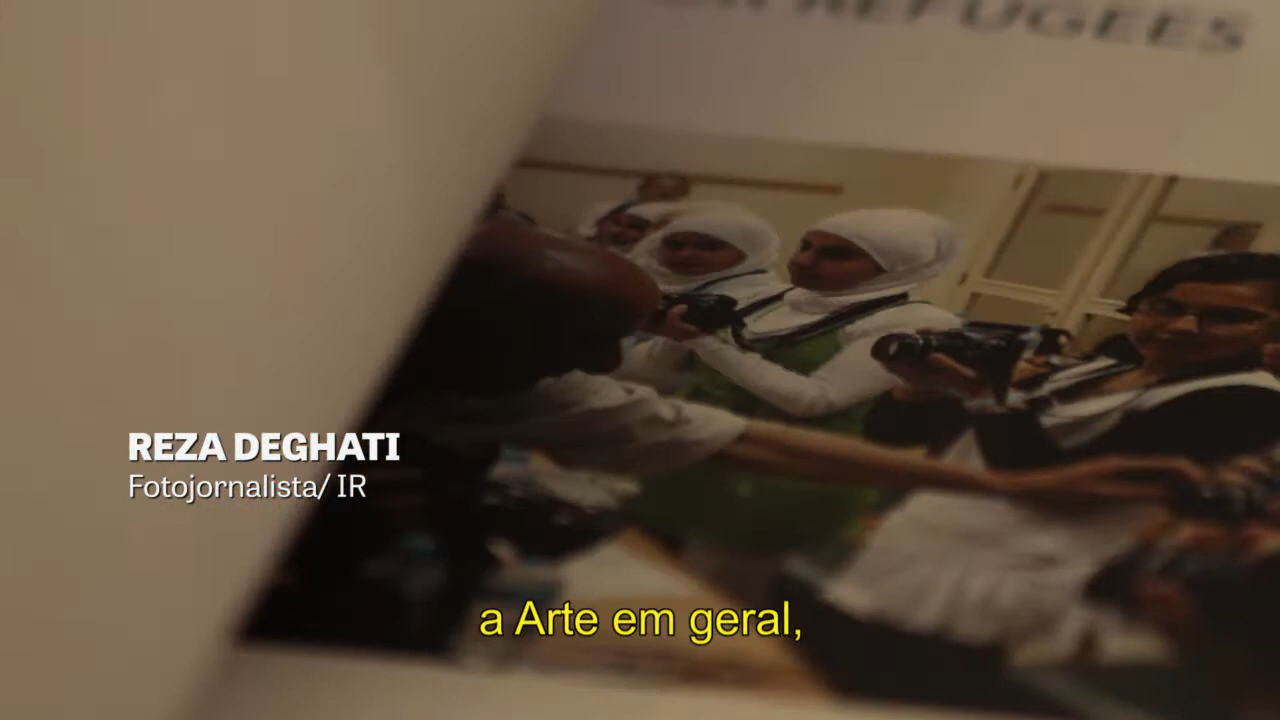 REFUGEES
REZA DEGHATI
Fotojornalista/ IR
a Arte em geral,